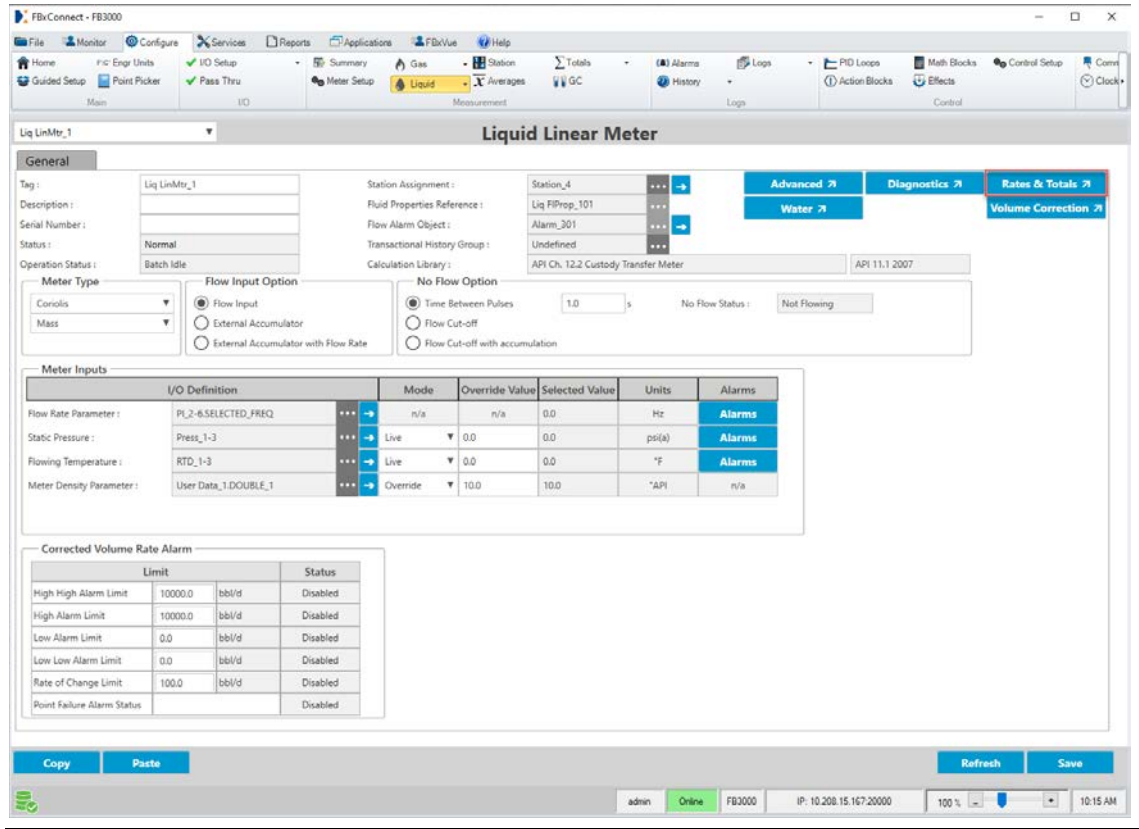 FBxConnect - FB3000
File Monitor Configure Services Reports Applications FBxVue Help
Home Engr Units I/O Setup Summary Gas Station Totals Alarms Logs PID Loops Math Blocks Control Setup Comm
Guided Setup Point Picker Pass Thru Meter Setup Liquid Averages GC History Action Blocks Effects Clock
Main I/O Measurement Logs Control
Liq LinMtr_1 Liquid Linear Meter
General
Tag : Liq LinMtr_1 Station Assignment : Station_4 ... Advanced Diagnostics Rates & Totals
Description : Fluid Properties Reference : Liq FlProp_101 ... Water Volume Correction
Serial Number : Flow Alarm Object : Alarm_301 ...
Status : Normal Transactional History Group : Undefined ...
Operation Status : Batch Idle Calculation Library : API Ch. 12.2 Custody Transfer Meter API 11.1 2007
Meter Type Flow Input Option No Flow Option
Coriolis Flow Input Time Between Pulses 1.0 s No Flow Status : Not Flowing
Mass External Accumulator Flow Cut-off
External Accumulator with Flow Rate Flow Cut-off with accumulation
Meter Inputs
I/O Definition Mode Override Value Selected Value Units Alarms
Flow Rate Parameter : PI_2-6.SELECTED_FREQ ... n/a n/a 0.0 Hz Alarms
Static Pressure : Press_1-3 ... Live 0.0 0.0 psi(a) Alarms
Flowing Temperature : RTD_1-3 ... Live 0.0 0.0 °F Alarms
Meter Density Parameter : User Data_1.DOUBLE_1 ... Override 10.0 10.0 °API n/a
Corrected Volume Rate Alarm
Limit Status
High High Alarm Limit 10000.0 bbl/d Disabled
High Alarm Limit 10000.0 bbl/d Disabled
Low Alarm Limit 0.0 bbl/d Disabled
Low Low Alarm Limit 0.0 bbl/d Disabled
Rate of Change Limit 100.0 bbl/d Disabled
Point Failure Alarm Status Disabled
Copy Paste Refresh Save
admin Online FB3000 IP: 10.208.15.167:20000 100 % - + 10:15 AM